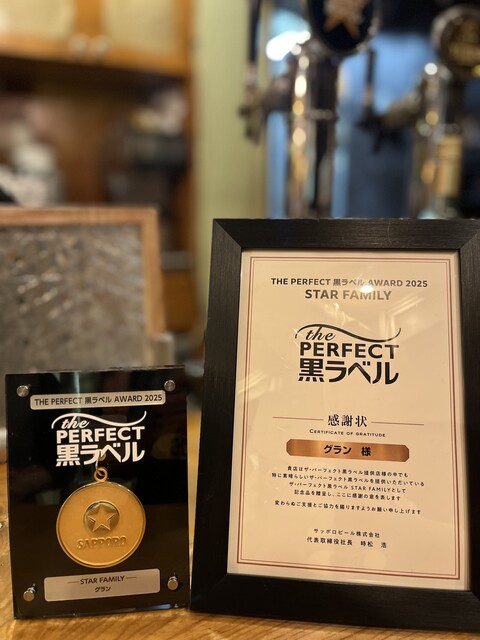 THE PERFECT 黒ラベル AWARD 2025
the
PERFECT
黒ラベル
SAPPORO
STAR FAMILY
グラン
THE PERFECT 黒ラベル AWARD 2025
STAR FAMILY
the
PERFECT
黒ラベル
感謝状
CERTIFICATE OF GRATITUDE
グラン 様
貴店はザ・パーフェクト黒ラベル提供店様の中でも
特に素晴らしいザ・パーフェクト黒ラベルを提供いただいている
ザ・パーフェクト黒ラベル STAR FAMILYとして
記念品を贈呈し、ここに感謝の意を表します
変わらぬご支援とご協力を賜りますようお願い申し上げます
サッポロビール株式会社
代表取締役社長 時松 浩